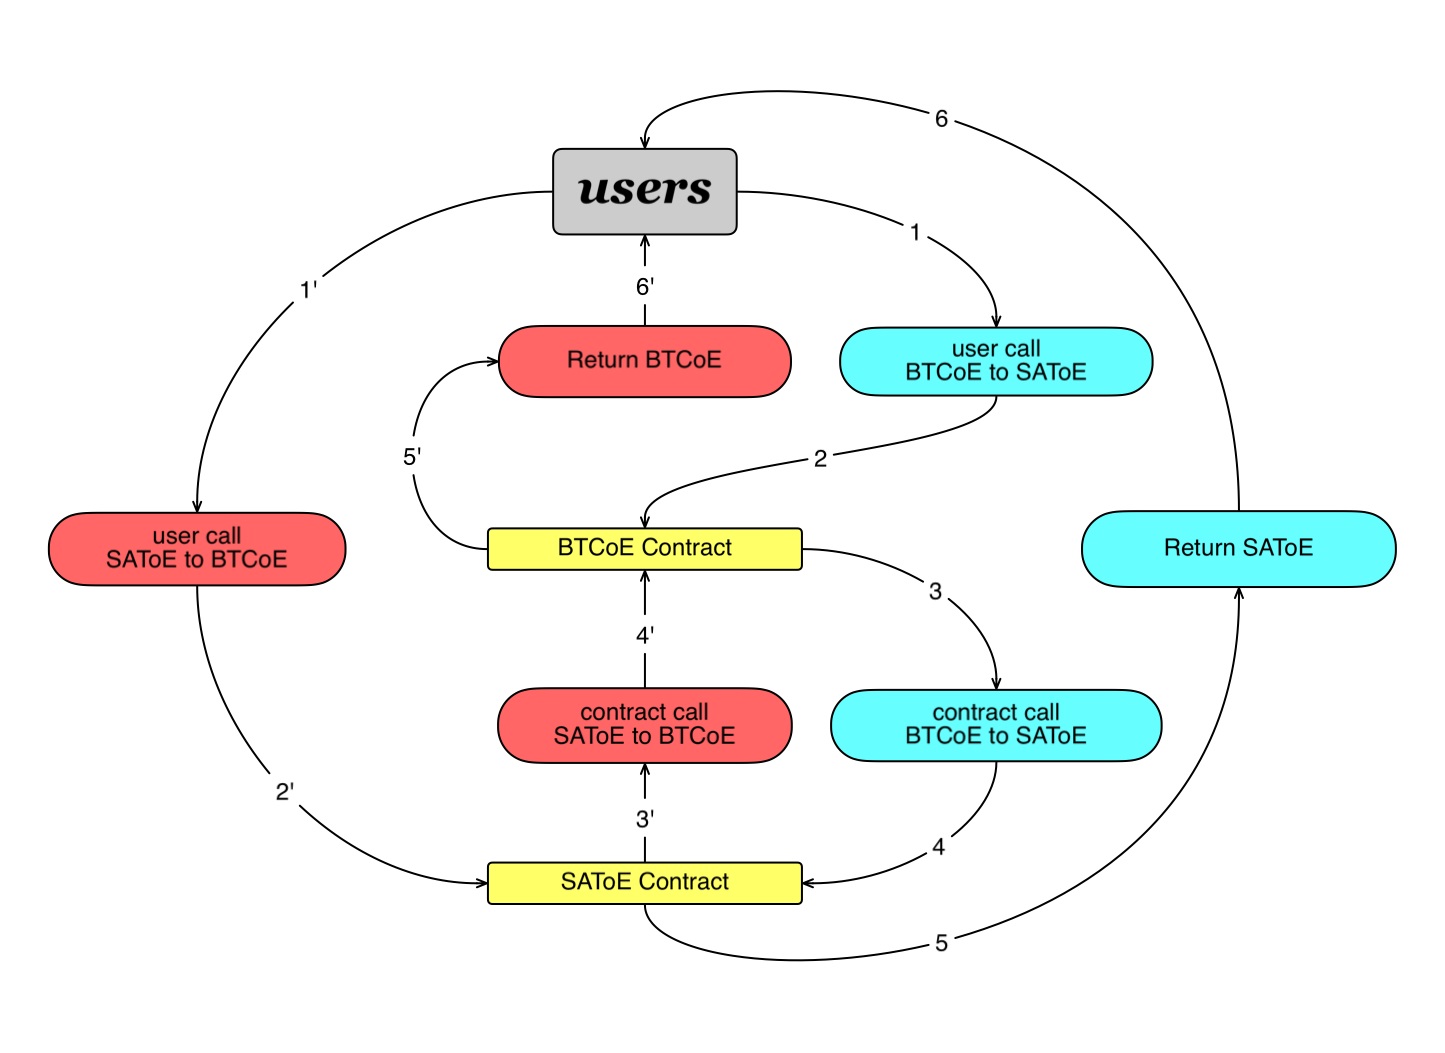 6
users
1
1'
6'
user call
BTCoE to SAToE
Return BTCoE
5'
2
user call
SAToE to BTCoE
BTCoE Contract
Return SAToE
3
4'
contract call
SAToE to BTCoE
contract call
BTCoE to SAToE
2'
3'
4
SAToE Contract
5